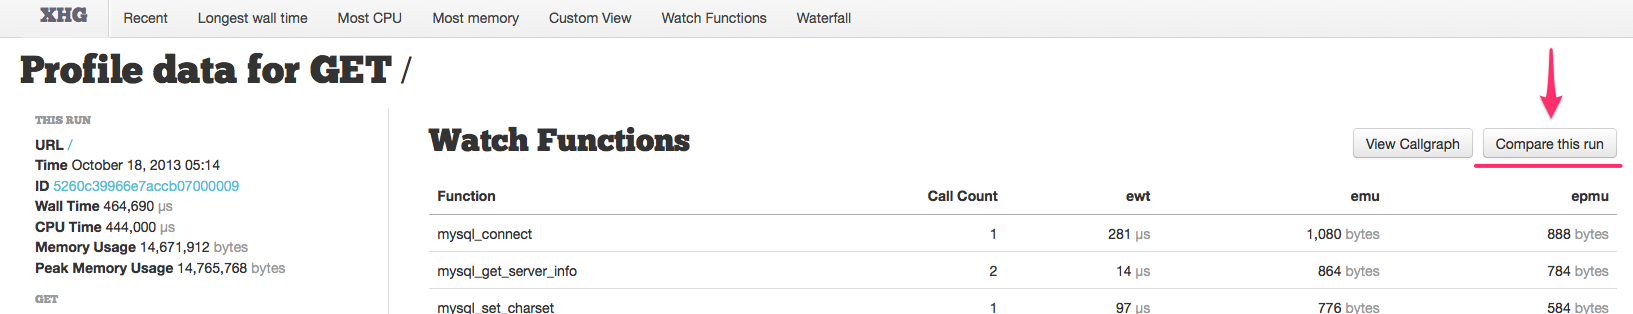 XHG Recent Longest wall time Most CPU Most memory Custom View Watch Functions Waterfall
Profile data for GET /
THIS RUN
URL /
Time October 18, 2013 05:14
ID 5260c39966e7accb07000009
Wall Time 464,690 µs
CPU Time 444,000 µs
Memory Usage 14,671,912 bytes
Peak Memory Usage 14,765,768 bytes
GET
Watch Functions
View Callgraph Compare this run
Function Call Count ewt emu epmu
mysql_connect 1 281 µs 1,080 bytes 888 bytes
mysql_get_server_info 2 14 µs 864 bytes 784 bytes
mysql_set_charset 1 97 µs 776 bytes 584 bytes